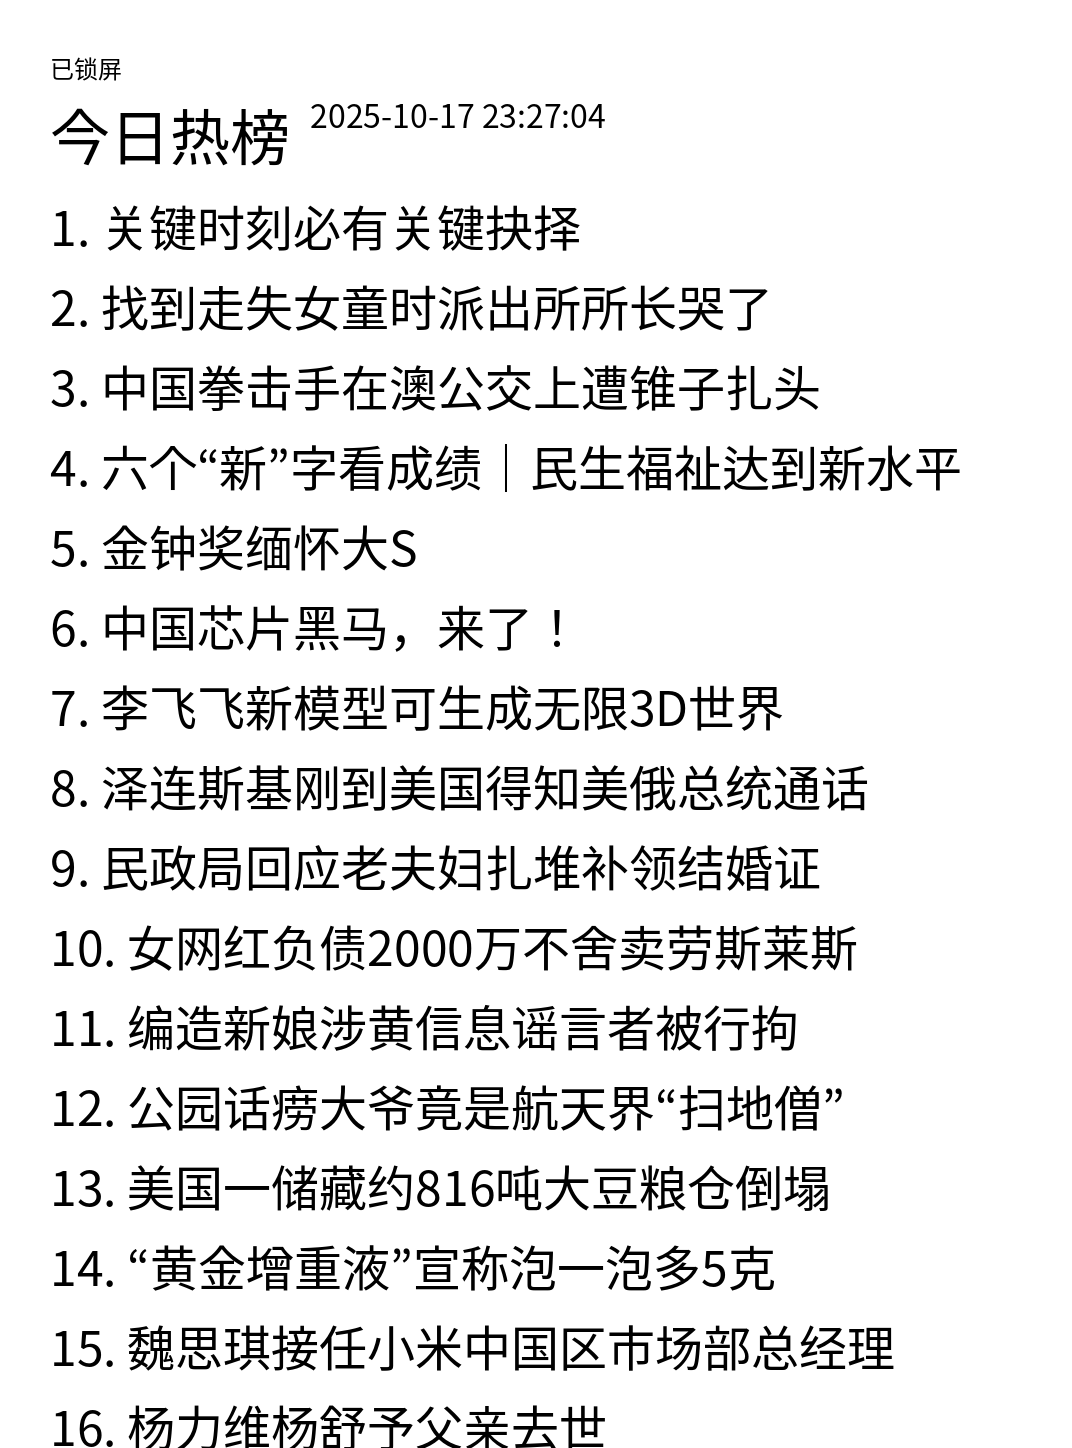 已锁屏
今日热榜 2025-10-17 23:27:04
1. 关键时刻必有关键抉择
2. 找到走失女童时派出所所长哭了
3. 中国拳击手在澳公交上遭锥子扎头
4. 六个“新”字看成绩｜民生福祉达到新水平
5. 金钟奖缅怀大S
6. 中国芯片黑马，来了！
7. 李飞飞新模型可生成无限3D世界
8. 泽连斯基刚到美国得知美俄总统通话
9. 民政局回应老夫妇扎堆补领结婚证
10. 女网红负债2000万不舍卖劳斯莱斯
11. 编造新娘涉黄信息谣言者被行拘
12. 公园话痨大爷竟是航天界“扫地僧”
13. 美国一储藏约816吨大豆粮仓倒塌
14. “黄金增重液”宣称泡一泡多5克
15. 魏思琪接任小米中国区市场部总经理
16. 杨力维杨舒予父亲去世